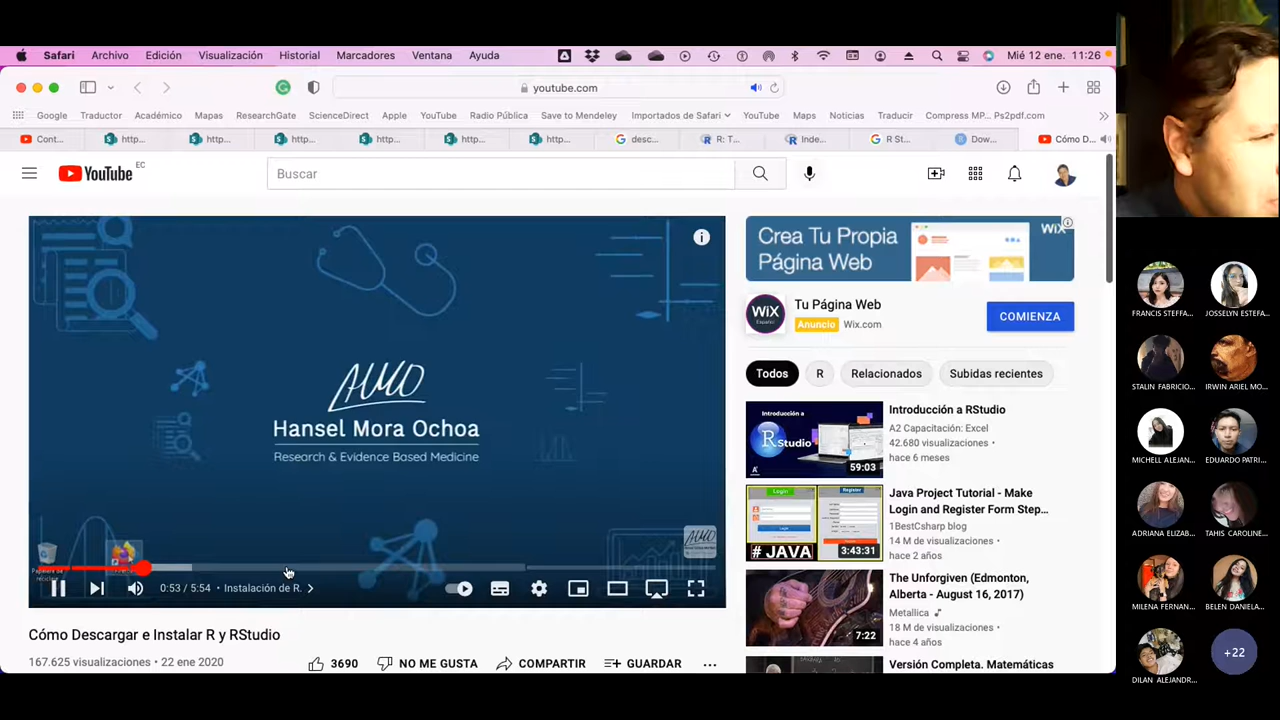 Safari Archivo Edición Visualización Historial Marcadores Ventana Ayuda Mié 12 ene. 11:26
youtube.com
Google Traductor Académico Mapas ResearchGate ScienceDirect Apple YouTube Radio Pública Save to Mendeley Importados de Safari YouTube Maps Noticias Traducir Compress MP... Ps2pdf.com
Cont... http... http... http... http... http... http... desc... R: T... Inde... R St... Dow... Cómo D...
YouTube EC
Buscar
Hansel Mora Ochoa
Research & Evidence Based Medicine
0:53 / 5:54 • Instalación de R.
Cómo Descargar e Instalar R y RStudio
167.625 visualizaciones • 22 ene 2020
3690 NO ME GUSTA COMPARTIR GUARDAR ...
Crea Tu Propia
Página Web
WiX
Tu Página Web
Anuncio Wix.com
COMIENZA
Todos R Relacionados Subidas recientes
Introducción a
R Studio
59:03
Introducción a RStudio
A2 Capacitación: Excel
42.680 visualizaciones •
hace 6 meses
Login Register
# JAVA
3:43:31
Java Project Tutorial - Make
Login and Register Form Step...
1BestCsharp blog
14 M de visualizaciones •
hace 2 años
7:22
The Unforgiven (Edmonton,
Alberta - August 16, 2017)
Metallica
18 M de visualizaciones •
hace 4 años
Versión Completa. Matemáticas
FRANCIS STEFFA... JOSSELYN ESTEFA...
STALIN FABRICIO... IRWIN ARIEL MO...
MICHELL ALEJAN... EDUARDO PATRI...
ADRIANA ELIZAB... TAHIS CAROLINE...
MILENA FERNAN... BELEN DANIELA...
DILAN ALEJANDR...
+22